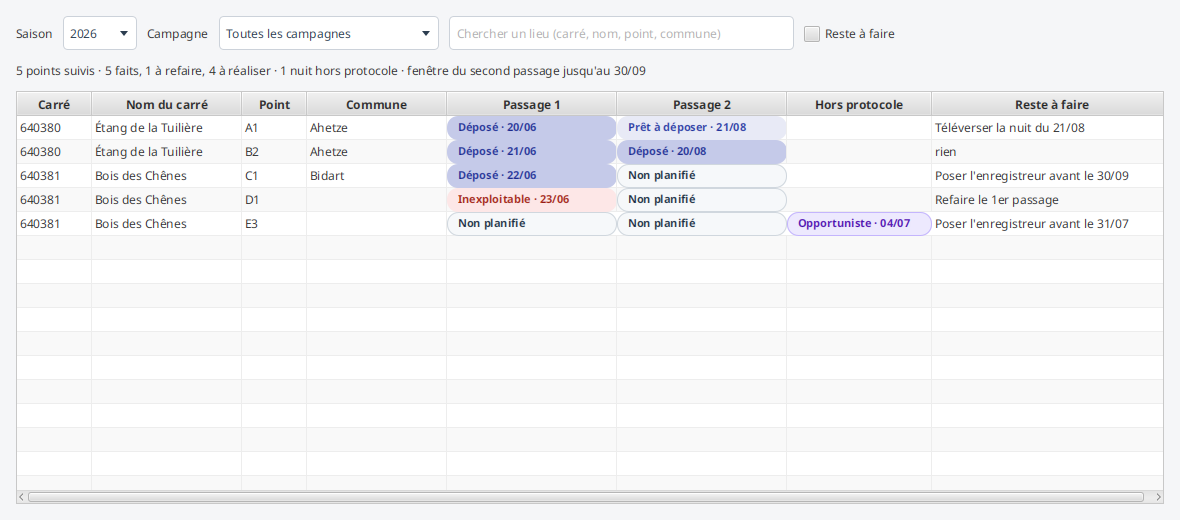 Saison 2026 Campagne Toutes les campagnes Chercher un lieu (carré, nom, point, commune) Reste à faire
5 points suivis · 5 faits, 1 à refaire, 4 à réaliser · 1 nuit hors protocole · fenêtre du second passage jusqu'au 30/09
Carré Nom du carré Point Commune Passage 1 Passage 2 Hors protocole Reste à faire
640380 Étang de la Tuilière A1 Ahetze Déposé · 20/06 Prêt à déposer · 21/08 Téléverser la nuit du 21/08
640380 Étang de la Tuilière B2 Ahetze Déposé · 21/06 Déposé · 20/08 rien
640381 Bois des Chênes C1 Bidart Déposé · 22/06 Non planifié Poser l'enregistreur avant le 30/09
640381 Bois des Chênes D1 Inexploitable · 23/06 Non planifié Refaire le 1er passage
640381 Bois des Chênes E3 Non planifié Non planifié Opportuniste · 04/07 Poser l'enregistreur avant le 31/07